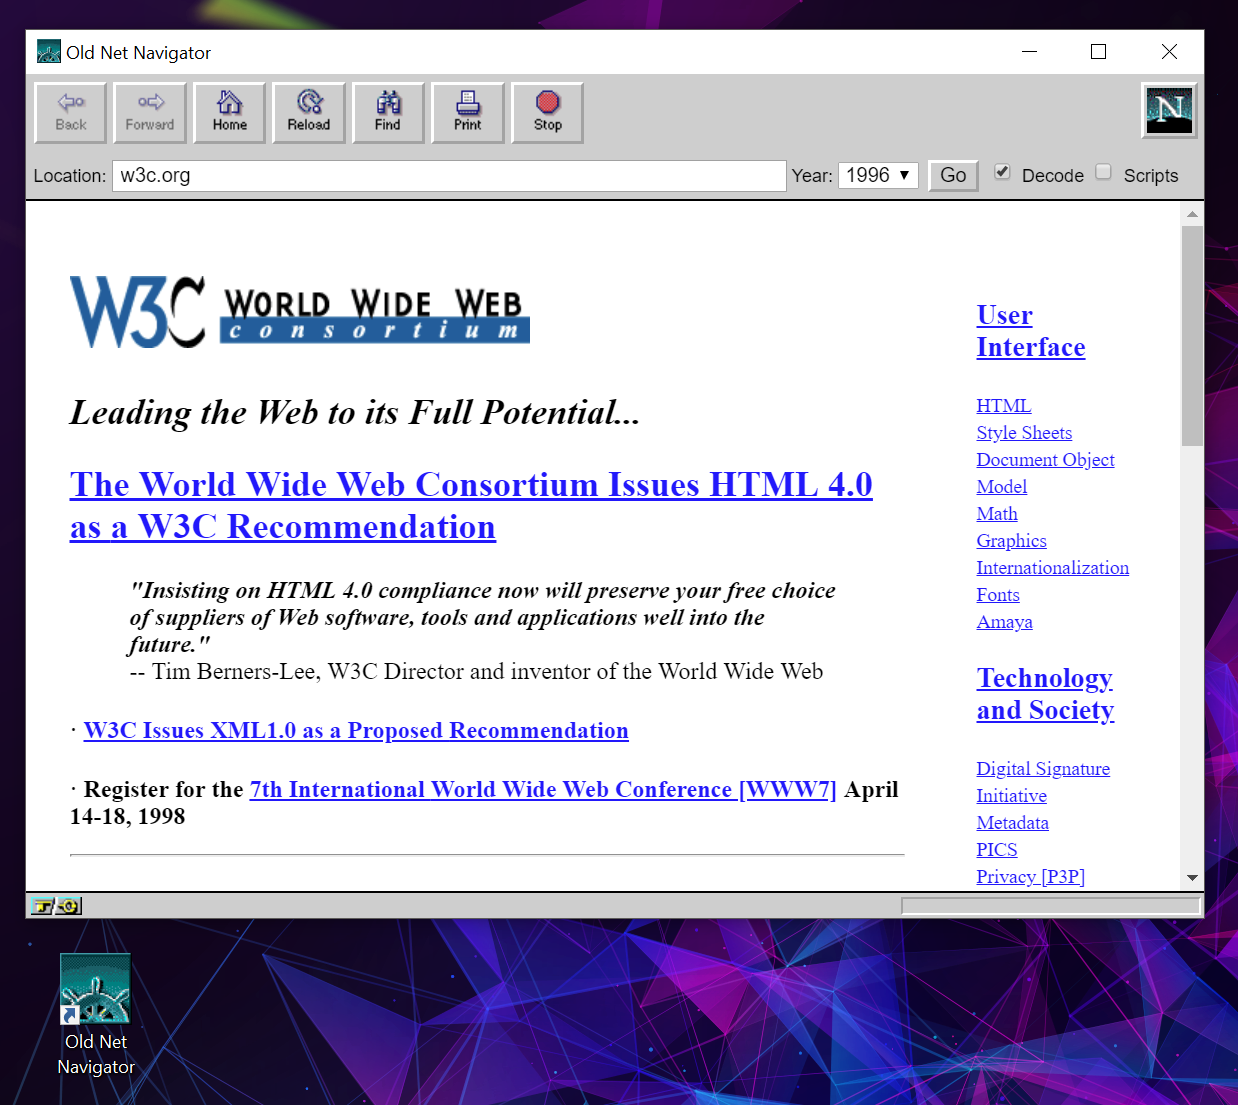 Old Net Navigator
Back Forward Home Reload Find Print Stop
N
Location: w3c.org Year: 1996 Go Decode Scripts
W3C WORLD WIDE WEB
consortium
Leading the Web to its Full Potential...
The World Wide Web Consortium Issues HTML 4.0
as a W3C Recommendation
"Insisting on HTML 4.0 compliance now will preserve your free choice
of suppliers of Web software, tools and applications well into the
future."
-- Tim Berners-Lee, W3C Director and inventor of the World Wide Web
· W3C Issues XML1.0 as a Proposed Recommendation
· Register for the 7th International World Wide Web Conference [WWW7] April
14-18, 1998
User
Interface
HTML
Style Sheets
Document Object
Model
Math
Graphics
Internationalization
Fonts
Amaya
Technology
and Society
Digital Signature
Initiative
Metadata
PICS
Privacy [P3P]
Old Net
Navigator